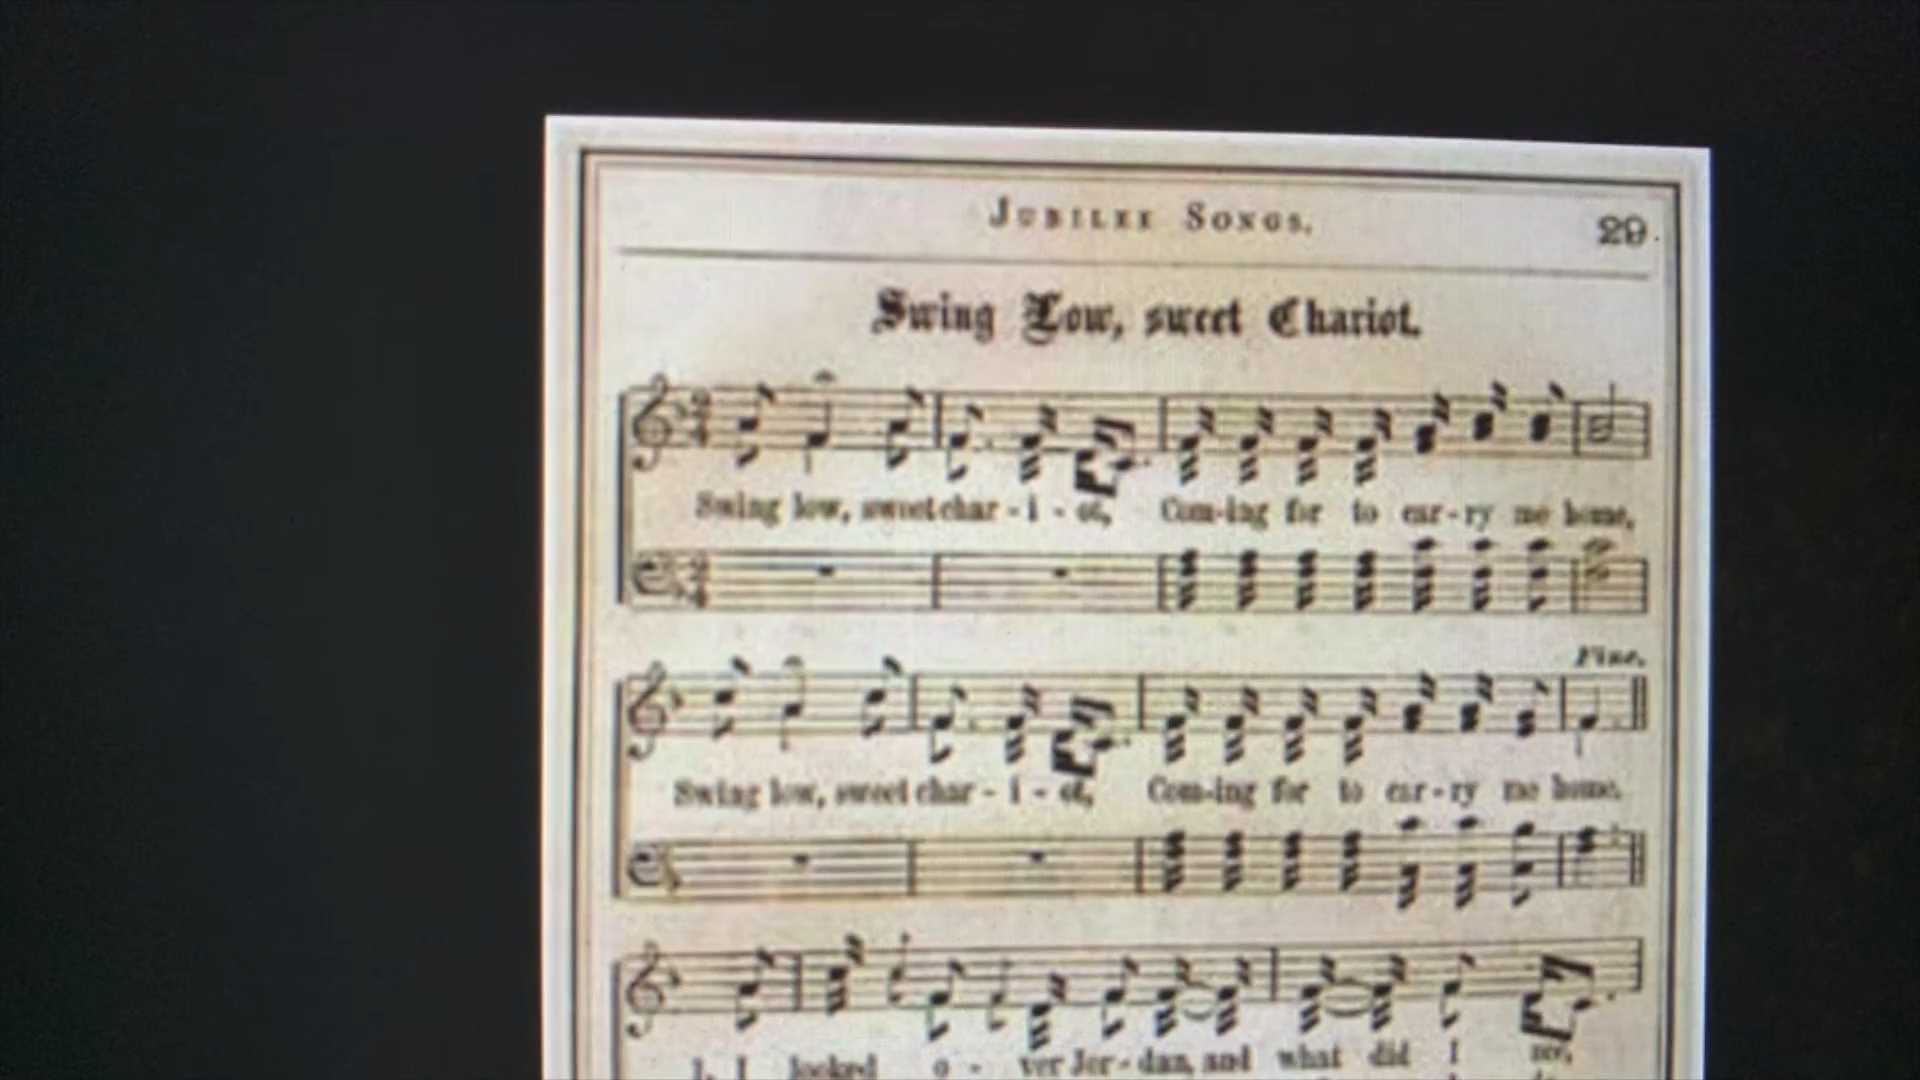 JUBILEE SONGS.
29
Swing Low, sweet Chariot.
Swing low, sweet char - i - ot, Com-ing for to car-ry me home,
Fine.
Swing low, sweet char - i - ot, Com-ing for to car-ry me home.
1. I looked o - ver Jor-dan, and what did I see,